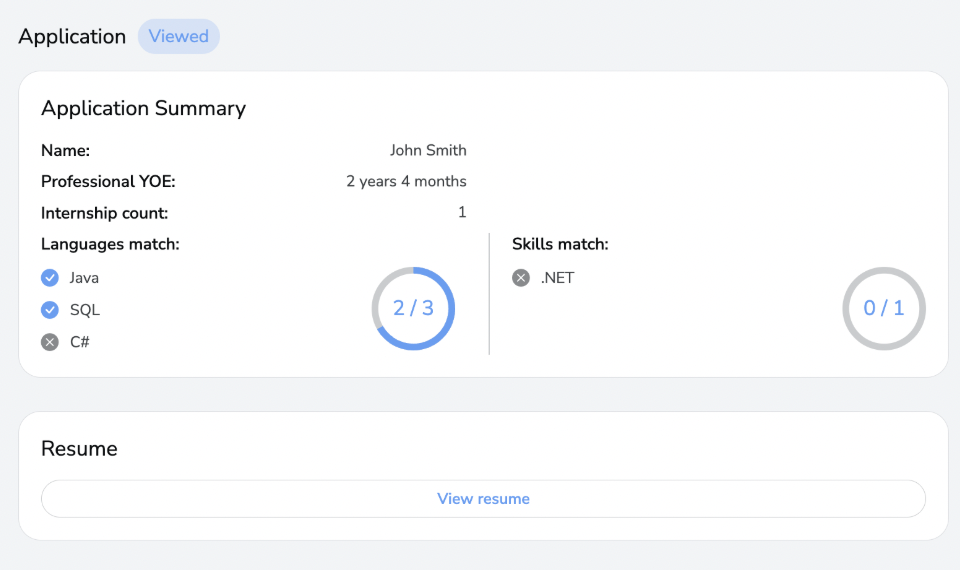 Application Viewed
Application Summary
Name: John Smith
Professional YOE: 2 years 4 months
Internship count: 1
Languages match:
Java
SQL
C#
2 / 3
Skills match:
.NET
0 / 1
Resume
View resume